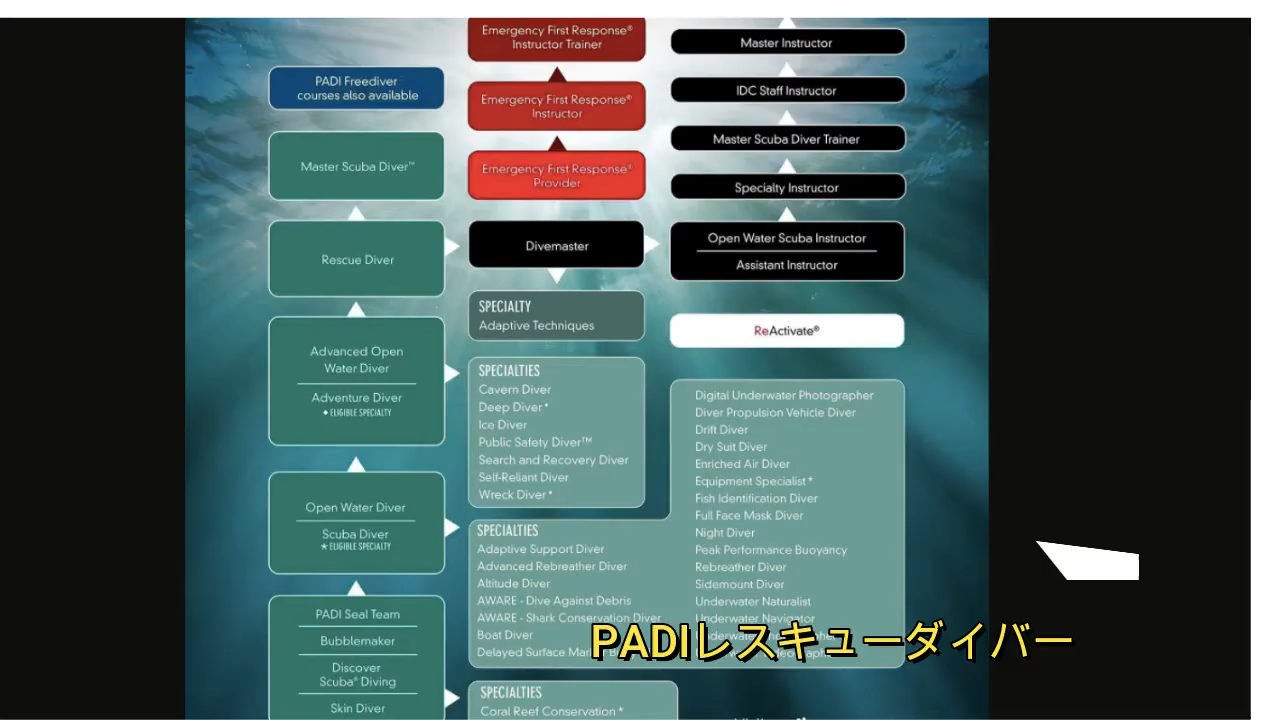 PADI Freediver
courses also available
Master Scuba Diver™
Rescue Diver
Advanced Open
Water Diver
Adventure Diver
◆ ELIGIBLE SPECIALTY
Open Water Diver
Scuba Diver
★ ELIGIBLE SPECIALTY
PADI Seal Team
Bubblemaker
Discover
Scuba® Diving
Skin Diver
Emergency First Response®
Instructor Trainer
Emergency First Response®
Instructor
Emergency First Response®
Provider
Divemaster
SPECIALTY
Adaptive Techniques
SPECIALTIES
Cavern Diver
Deep Diver*
Ice Diver
Public Safety Diver™
Search and Recovery Diver
Self-Reliant Diver
Wreck Diver*
SPECIALTIES
Adaptive Support Diver
Advanced Rebreather Diver
Altitude Diver
AWARE - Dive Against Debris
AWARE - Shark Conservation Diver
Boat Diver
Delayed Surface
SPECIALTIES
Coral Reef Conservation*
Master Instructor
IDC Staff Instructor
Master Scuba Diver Trainer
Specialty Instructor
Open Water Scuba Instructor
Assistant Instructor
ReActivate®
Digital Underwater Photographer
Diver Propulsion Vehicle Diver
Drift Diver
Dry Suit Diver
Enriched Air Diver
Equipment Specialist*
Fish Identification Diver
Full Face Mask Diver
Night Diver
Peak Performance Buoyancy
Rebreather Diver
Sidemount Diver
Underwater Naturalist
Underwater Navigator
PADIレスキューダイバー